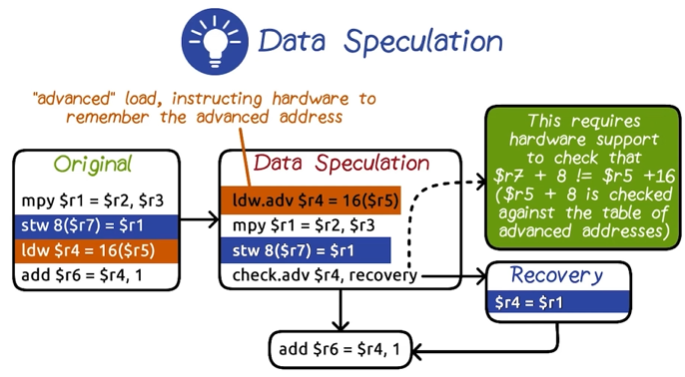 Data Speculation
"advanced" load, instructing hardware to
remember the advanced address
Original
mpy $r1 = $r2, $r3
stw 8($r7) = $r1
ldw $r4 = 16($r5)
add $r6 = $r4, 1
Data Speculation
ldw.adv $r4 = 16($r5)
mpy $r1 = $r2, $r3
stw 8($r7) = $r1
check.adv $r4, recovery
This requires
hardware support
to check that
$r7 + 8 != $r5 +16
($r5 + 8 is checked
against the table of
advanced addresses)
Recovery
$r4 = $r1
add $r6 = $r4, 1